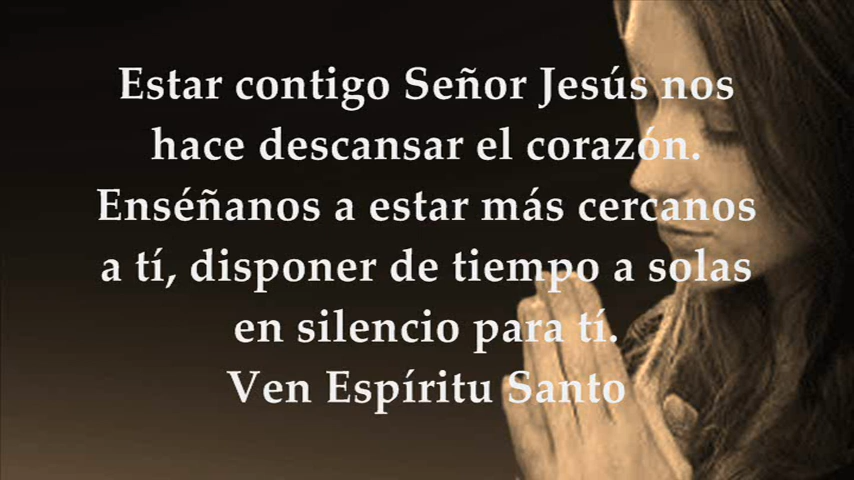 Estar contigo Señor Jesús nos
hace descansar el corazón.
Enséñanos a estar más cercanos
a tí, disponer de tiempo a solas
en silencio para tí.
Ven Espíritu Santo